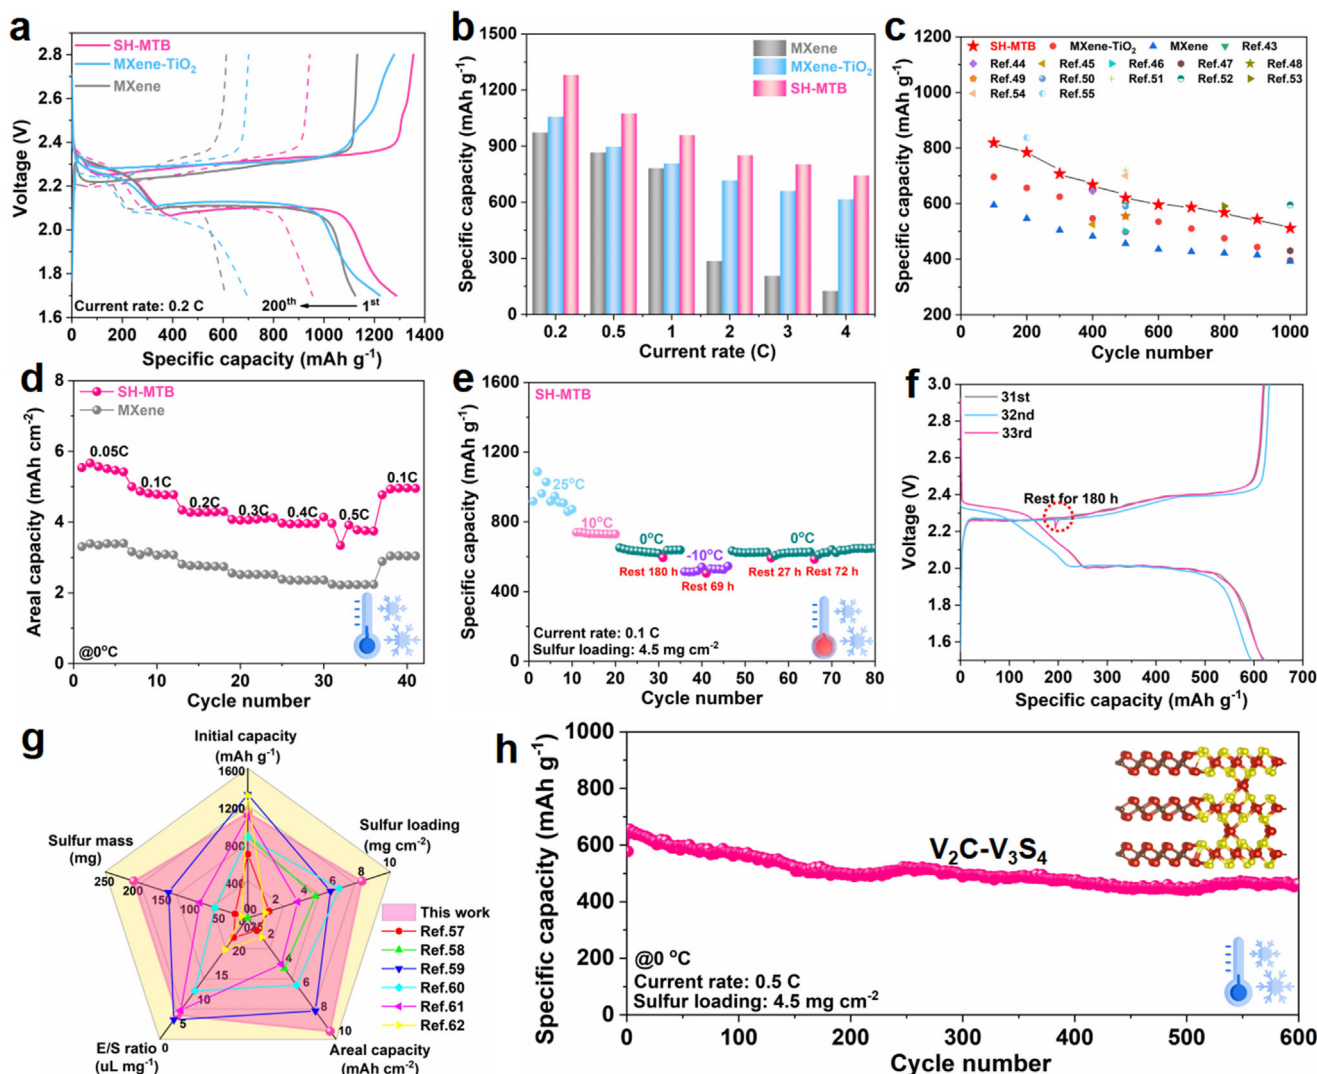 a
SH-MTB
MXene-TiO2
MXene
2.8
2.6
2.4
2.2
2.0
1.8
1.6
Voltage (V)
200th
1st
Current rate: 0.2 C
0 200 400 600 800 1000 1200 1400
Specific capacity (mAh g-1)
b
MXene
MXene-TiO2
SH-MTB
1500
1200
900
600
300
0
Specific capacity (mAh g-1)
0.2 0.5 1 2 3 4
Current rate (C)
c
SH-MTB MXene-TiO2 MXene Ref.43
Ref.44 Ref.45 Ref.46 Ref.47 Ref.48
Ref.49 Ref.50 Ref.51 Ref.52 Ref.53
Ref.54 Ref.55
1200
1000
800
600
400
200
Specific capacity (mAh g-1)
0 200 400 600 800 1000
Cycle number
d
SH-MTB
MXene
8
6
4
2
0
Areal capacity (mAh cm-2)
0.05C
0.1C
0.2C
0.3C
0.4C
0.5C
0.1C
@0oC
0 10 20 30 40
Cycle number
e
SH-MTB
1600
1200
800
400
0
Specific capacity (mAh g-1)
25oC
10oC
0oC
-10oC
0oC
Rest 180 h
Rest 69 h
Rest 27 h
Rest 72 h
Current rate: 0.1 C
Sulfur loading: 4.5 mg cm-2
0 10 20 30 40 50 60 70 80
Cycle number
f
31st
32nd
33rd
3.0
2.8
2.6
2.4
2.2
2.0
1.8
1.6
Voltage (V)
Rest for 180 h
0 100 200 300 400 500 600 700
Specific capacity (mAh g-1)
g
Initial capacity
(mAh g-1)
1600
1200
800
400
0
Sulfur loading
(mg cm-2)
10
8
6
4
2
0
Sulfur mass
(mg)
250
200
150
100
50
0
25
20
15
10
5
0
E/S ratio
(uL mg-1)
2
4
6
8
10
Areal capacity
(mAh cm-2)
This work
Ref.57
Ref.58
Ref.59
Ref.60
Ref.61
Ref.62
h
1000
800
600
400
200
0
Specific capacity (mAh g-1)
V2C-V3S4
@0 oC
Current rate: 0.5 C
Sulfur loading: 4.5 mg cm-2
0 100 200 300 400 500 600
Cycle number